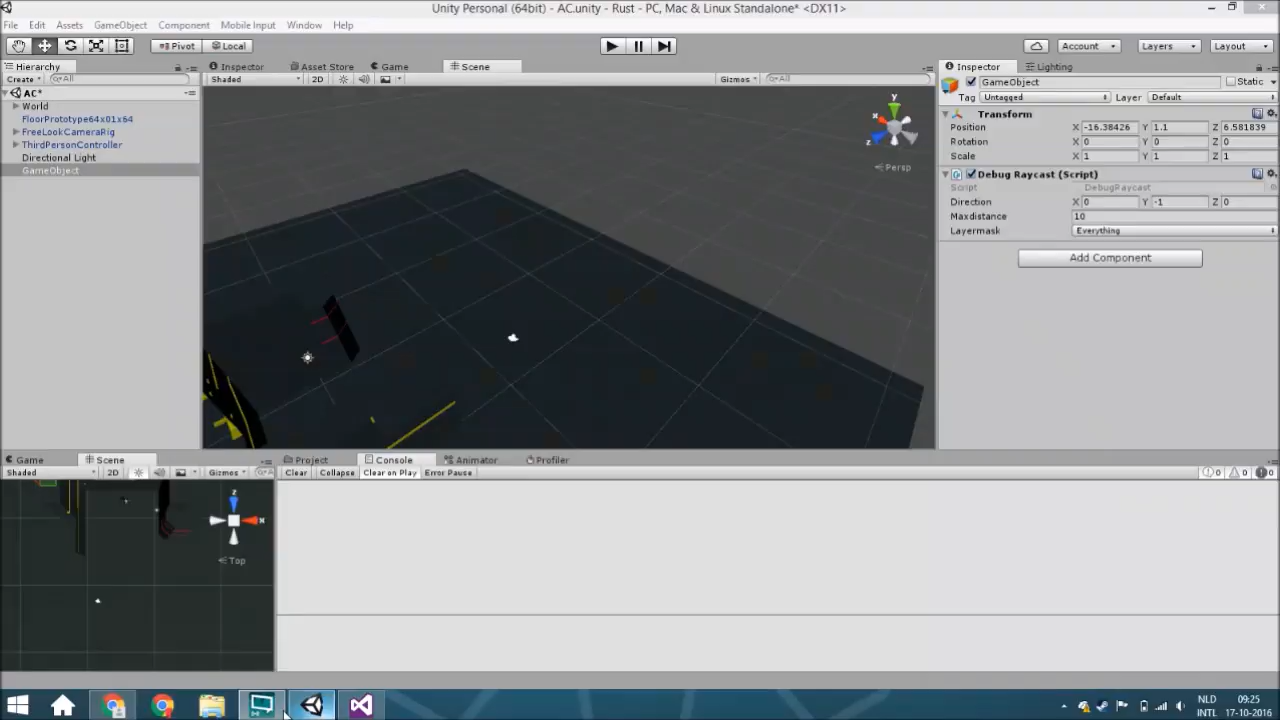 Unity Personal (64bit) - AC.unity - Rust - PC, Mac & Linux Standalone* <DX11>
File Edit Assets GameObject Component Mobile Input Window Help
Pivot Local Account Layers Layout
Hierarchy
Create All
AC*
World
FloorPrototype64x01x64
FreeLookCameraRig
ThirdPersonController
Directional Light
GameObject
Inspector Asset Store Game Scene
Shaded 2D Gizmos All
y
x
z
Persp
Inspector Lighting
GameObject Static
Tag Untagged Layer Default
Transform
Position X -16.38426 Y 1.1 Z 6.581839
Rotation X 0 Y 0 Z 0
Scale X 1 Y 1 Z 1
Debug Raycast (Script)
Script DebugRaycast
Direction X 0 Y -1 Z 0
Maxdistance 10
Layermask Everything
Add Component
Game Scene
Shaded 2D Gizmos
z
x
Top
Project Console Animator Profiler
Clear Collapse Clear on Play Error Pause 0 0 0
NLD 09:25
INTL 17-10-2016